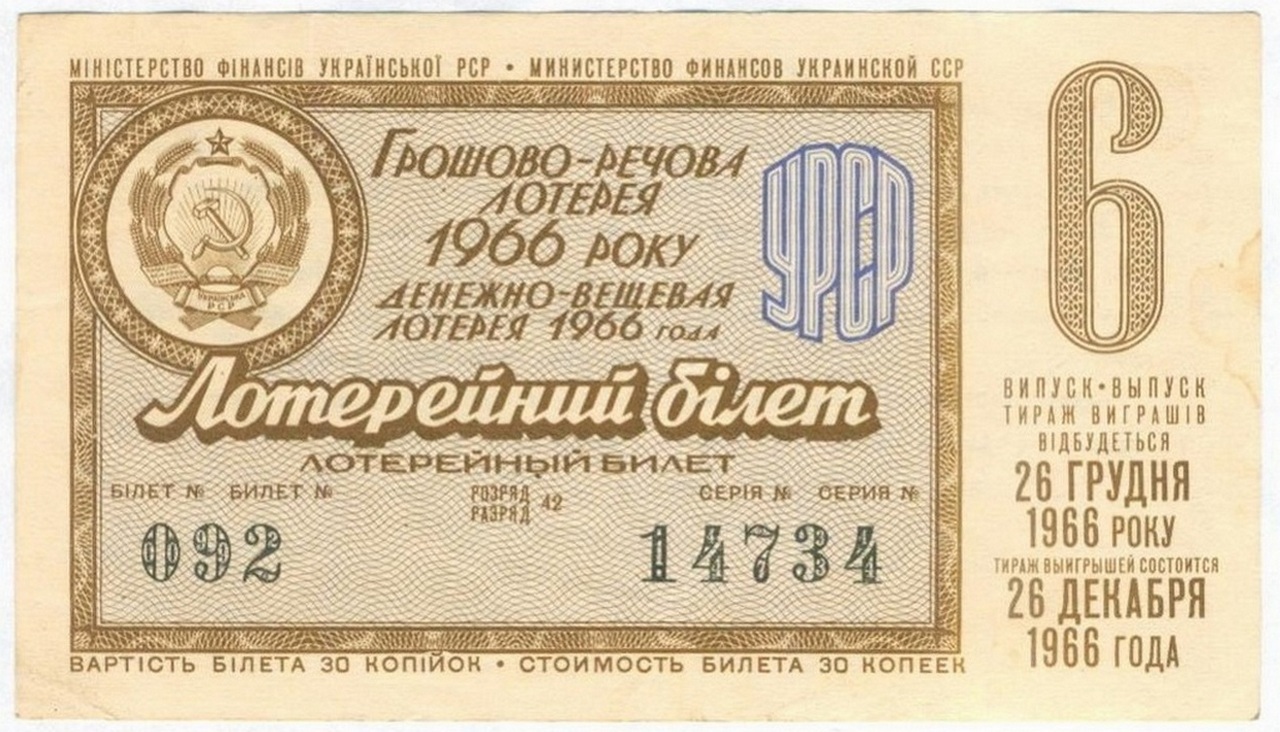 МІНІСТЕРСТВО ФІНАНСІВ УКРАЇНСЬКОЇ РСР • МИНИСТЕРСТВО ФИНАНСОВ УКРАИНСКОЙ ССР
ГРОШОВО-РЕЧОВА
ЛОТЕРЕЯ
1966 РОКУ
ДЕНЕЖНО-ВЕЩЕВАЯ
ЛОТЕРЕЯ 1966 ГОДА
УРСР
УКРАЇНСЬКА
РСР
Лотерейний білет
ЛОТЕРЕЙНЫЙ БИЛЕТ
БІЛЕТ № БИЛЕТ № РОЗРЯД РАЗРЯД 42 СЕРІЯ № СЕРИЯ №
092 14734
ВАРТІСТЬ БІЛЕТА 30 КОПІЙОК • СТОИМОСТЬ БИЛЕТА 30 КОПЕЕК
6
ВИПУСК•ВЫПУСК
ТИРАЖ ВИГРАШІВ
ВІДБУДЕТЬСЯ
26 ГРУДНЯ
1966 РОКУ
ТИРАЖ ВЫИГРЫШЕЙ СОСТОИТСЯ
26 ДЕКАБРЯ
1966 ГОДА